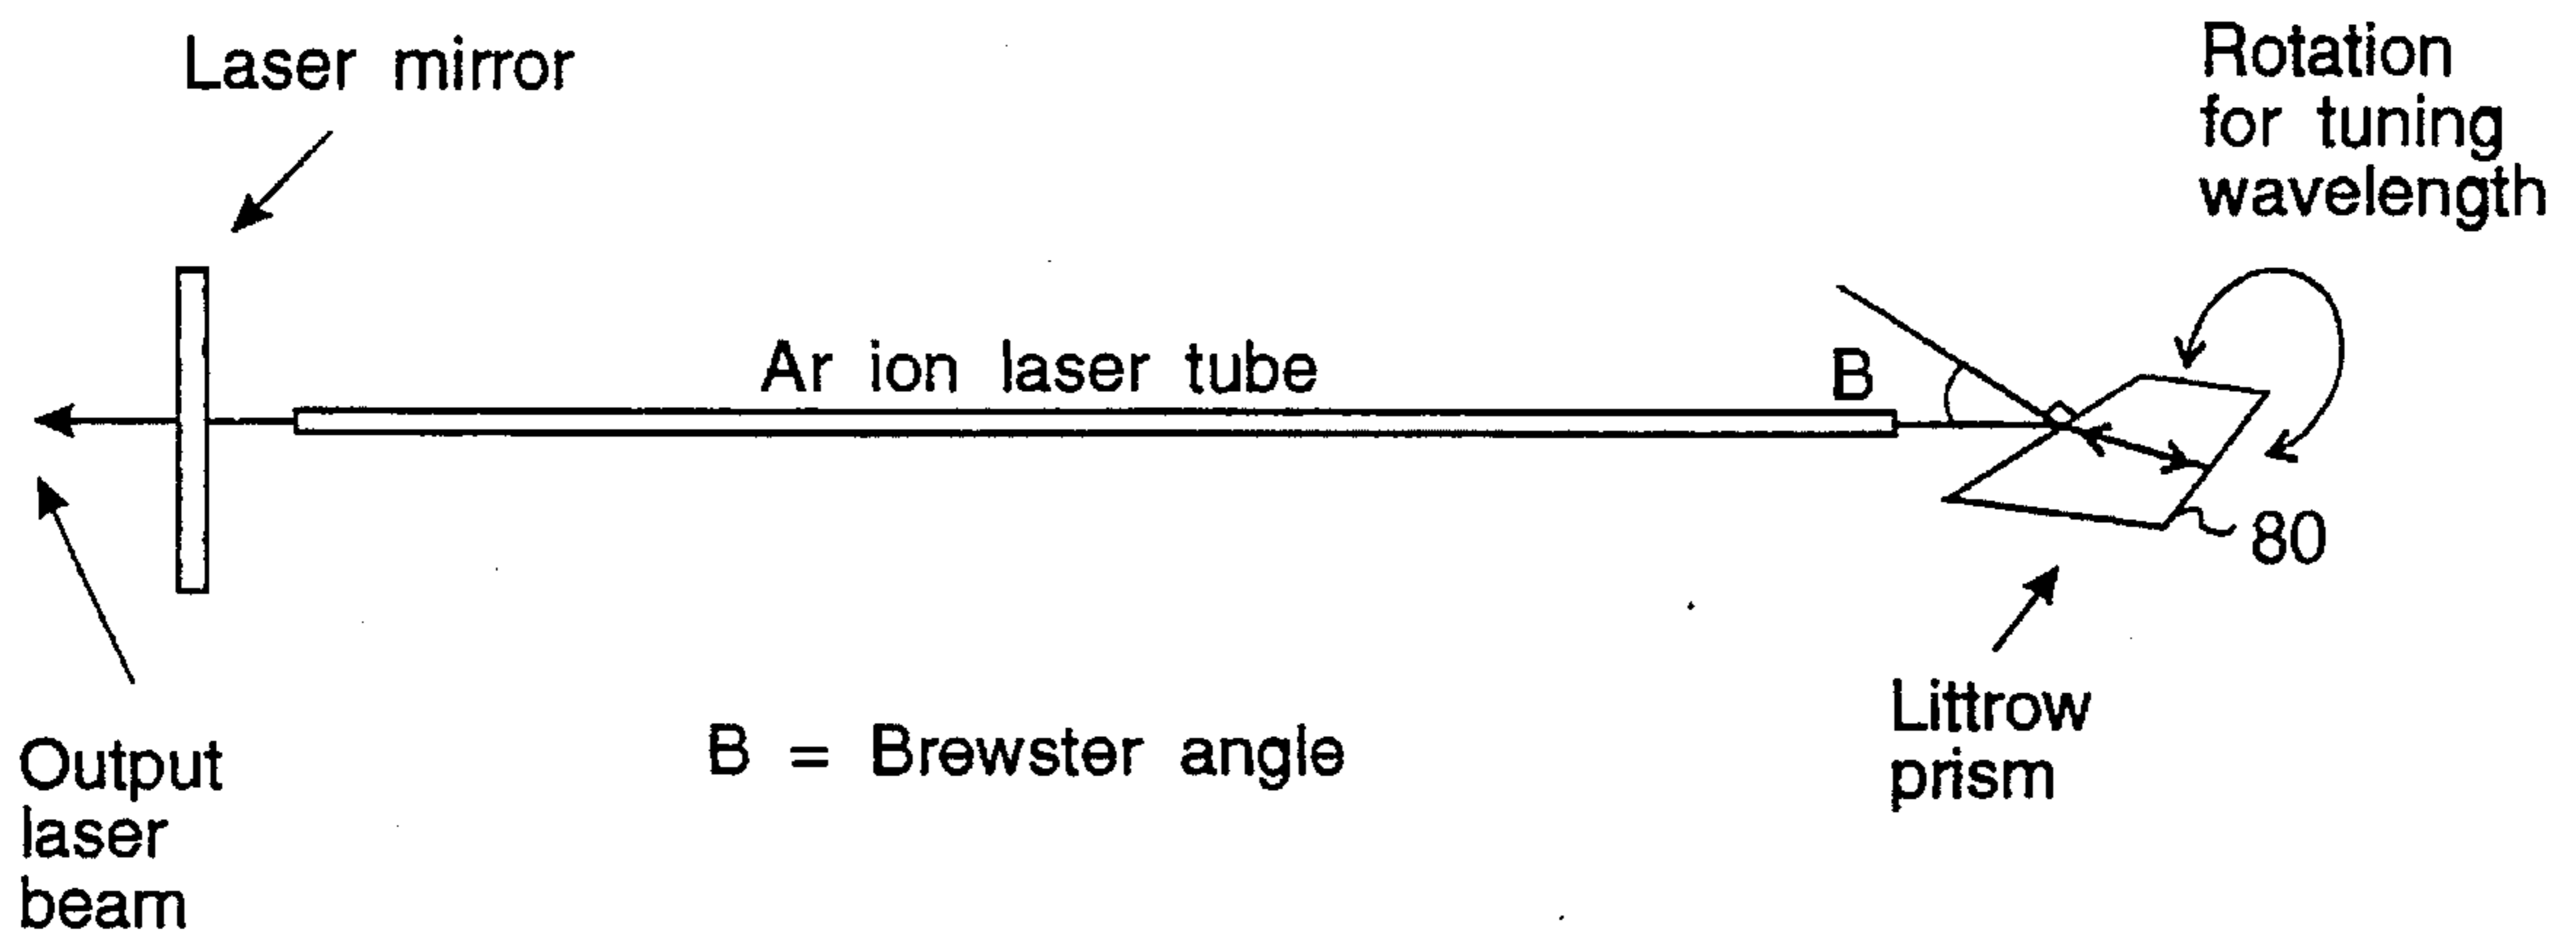 Laser mirror
Rotation
for tuning
wavelength
Ar ion laser tube
B
80
Littrow
prism
B = Brewster angle
Output
laser
beam